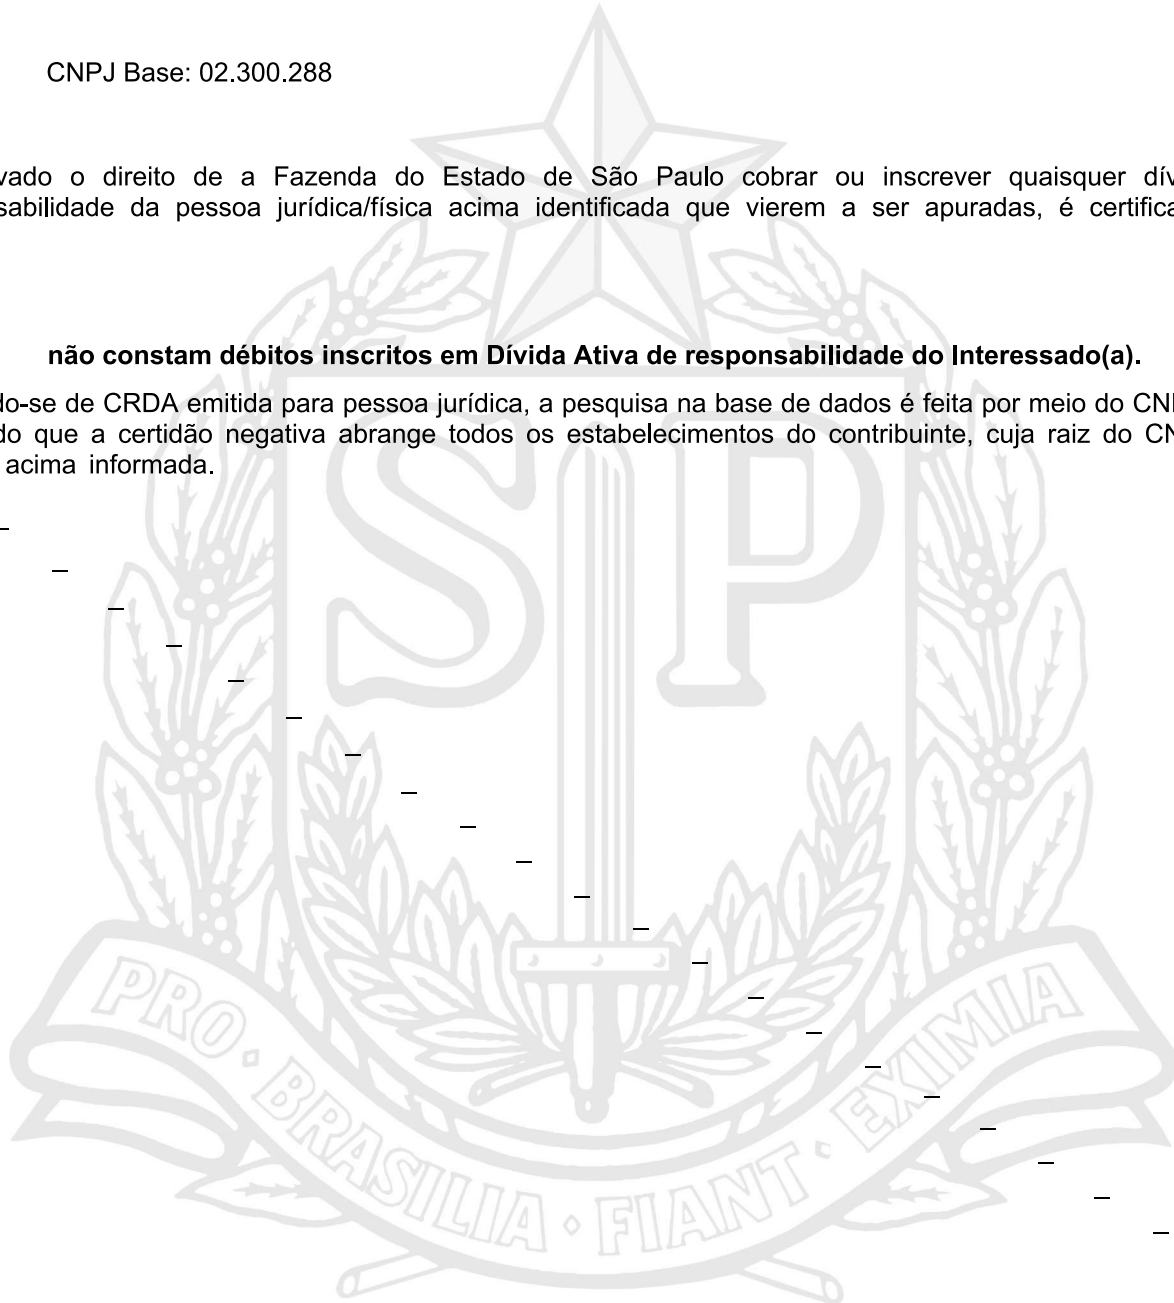 CNPJ Base: 02.300.288
vado o direito de a Fazenda do Estado de São Paulo cobrar ou inscrever quaisquer dív
sabilidade da pessoa jurídica/física acima identificada que vierem a ser apuradas, é certifica
não constam débitos inscritos em Dívida Ativa de responsabilidade do Interessado(a).
do-se de CRDA emitida para pessoa jurídica, a pesquisa na base de dados é feita por meio do CN
do que a certidão negativa abrange todos os estabelecimentos do contribuinte, cuja raiz do CN
acima informada.
SP
PRO · BRASILIA · FIANT · EXIMIA